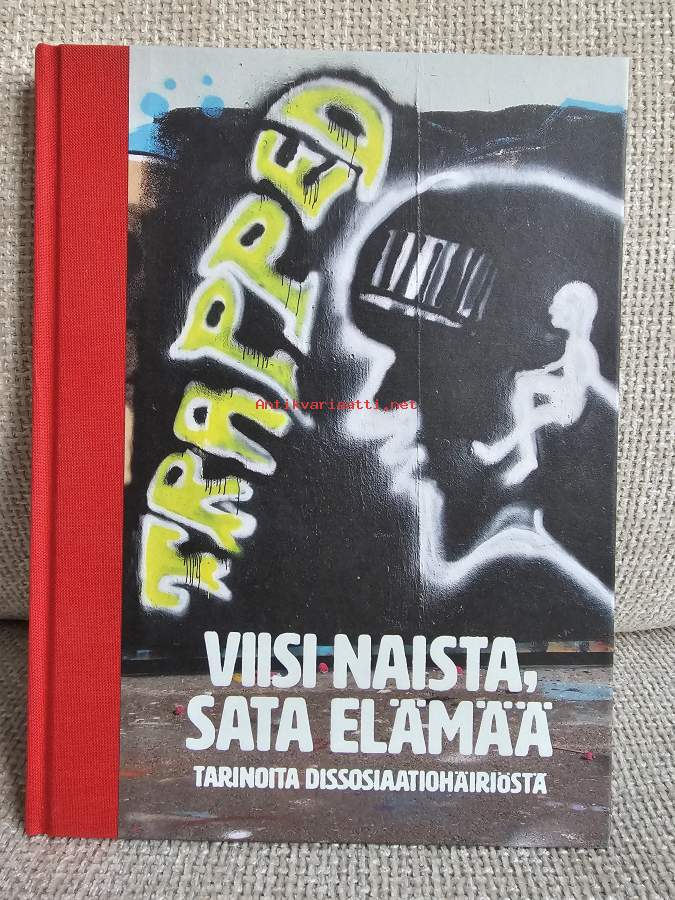 TRAPPED
Antikvariaatti.net
VIISI NAISTA,
SATA ELÄMÄÄ
TARINOITA DISSOSIAATIOHÄIRIÖSTÄ